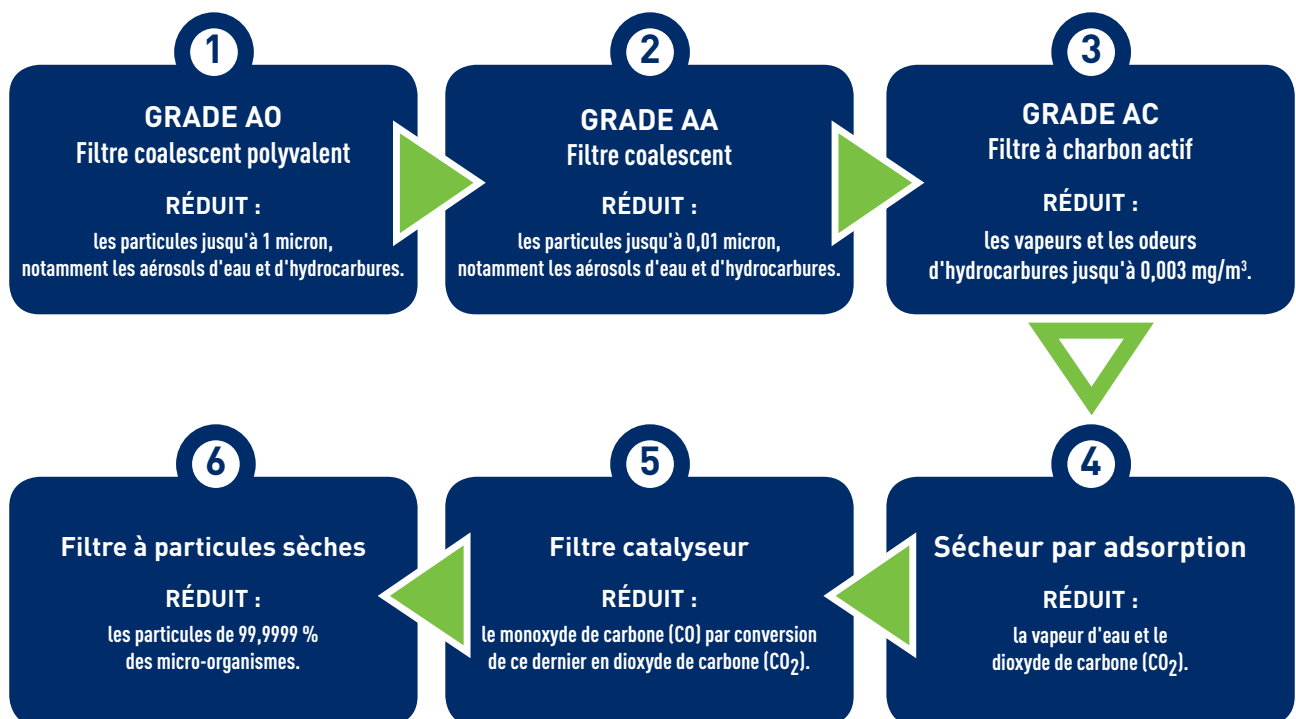 1
GRADE AO
Filtre coalescent polyvalent
RÉDUIT :
les particules jusqu'à 1 micron,
notamment les aérosols d'eau et d'hydrocarbures.
2
GRADE AA
Filtre coalescent
RÉDUIT :
les particules jusqu'à 0,01 micron,
notamment les aérosols d'eau et d'hydrocarbures.
3
GRADE AC
Filtre à charbon actif
RÉDUIT :
les vapeurs et les odeurs
d'hydrocarbures jusqu'à 0,003 mg/m³.
4
Sécheur par adsorption
RÉDUIT :
la vapeur d'eau et le
dioxyde de carbone (CO₂).
5
Filtre catalyseur
RÉDUIT :
le monoxyde de carbone (CO) par conversion
de ce dernier en dioxyde de carbone (CO₂).
6
Filtre à particules sèches
RÉDUIT :
les particules de 99,9999 %
des micro-organismes.